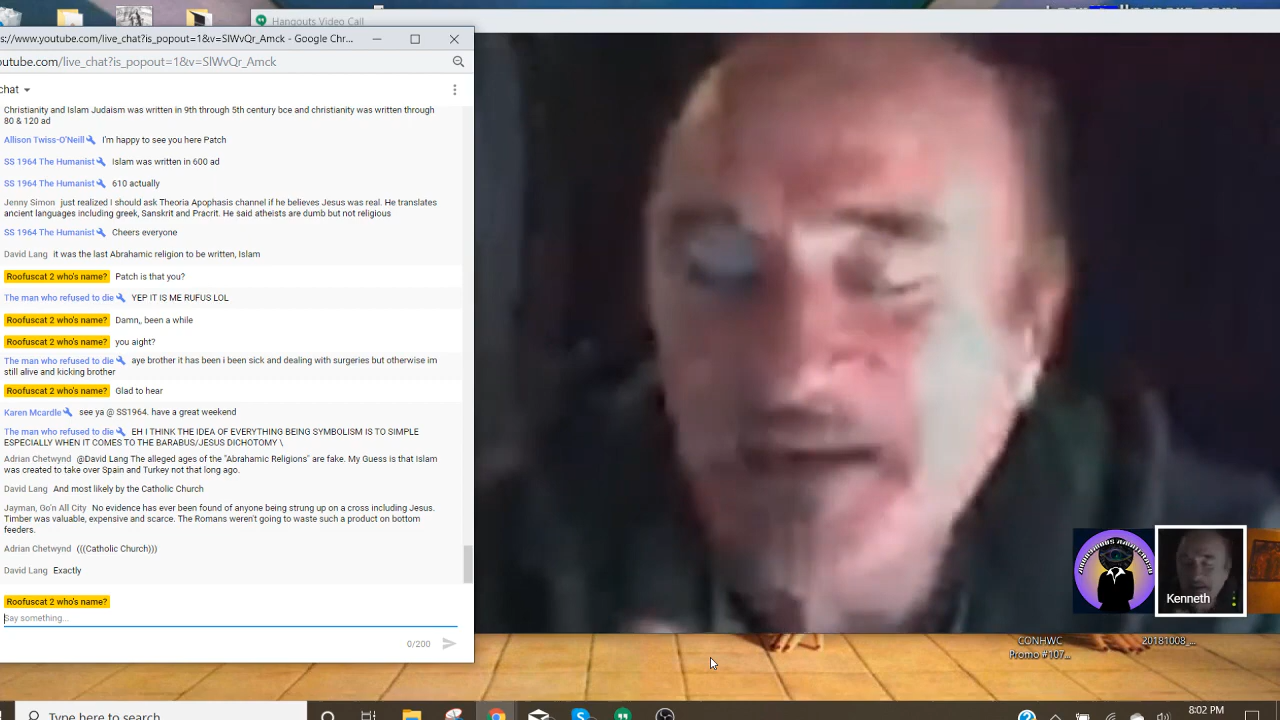 Hangouts Video Call
s://www.youtube.com/live_chat?is_popout=1&v=SlWvQr_Amck - Google Chr...
outube.com/live_chat?is_popout=1&v=SlWvQr_Amck
chat
Christianity and Islam Judaism was written in 9th through 5th century bce and christianity was written through
80 & 120 ad
Allison Twiss-O'Neill I'm happy to see you here Patch
SS 1964 The Humanist Islam was written in 600 ad
SS 1964 The Humanist 610 actually
Jenny Simon just realized I should ask Theoria Apophasis channel if he believes Jesus was real. He translates
ancient languages including greek, Sanskrit and Pracrit. He said atheists are dumb but not religious
SS 1964 The Humanist Cheers everyone
David Lang it was the last Abrahamic religion to be written, Islam
Roofuscat 2 who's name? Patch is that you?
The man who refused to die YEP IT IS ME RUFUS LOL
Roofuscat 2 who's name? Damn,, been a while
Roofuscat 2 who's name? you aight?
The man who refused to die aye brother it has been i been sick and dealing with surgeries but otherwise im
still alive and kicking brother
Roofuscat 2 who's name? Glad to hear
Karen Mcardle see ya @ SS1964. have a great weekend
The man who refused to die EH I THINK THE IDEA OF EVERYTHING BEING SYMBOLISM IS TO SIMPLE
ESPECIALLY WHEN IT COMES TO THE BARABUS/JESUS DICHOTOMY \
Adrian Chetwynd @David Lang The alleged ages of the "Abrahamic Religions" are fake. My Guess is that Islam
was created to take over Spain and Turkey not that long ago.
David Lang And most likely by the Catholic Church
Jayman, Go'n All City No evidence has ever been found of anyone being strung up on a cross including Jesus.
Timber was valuable, expensive and scarce. The Romans weren't going to waste such a product on bottom
feeders.
Adrian Chetwynd (((Catholic Church)))
David Lang Exactly
Roofuscat 2 who's name?
Say something...
0/200
Kenneth
CONHWC
Promo #107...
20181008_...
Type here to search
8:02 PM